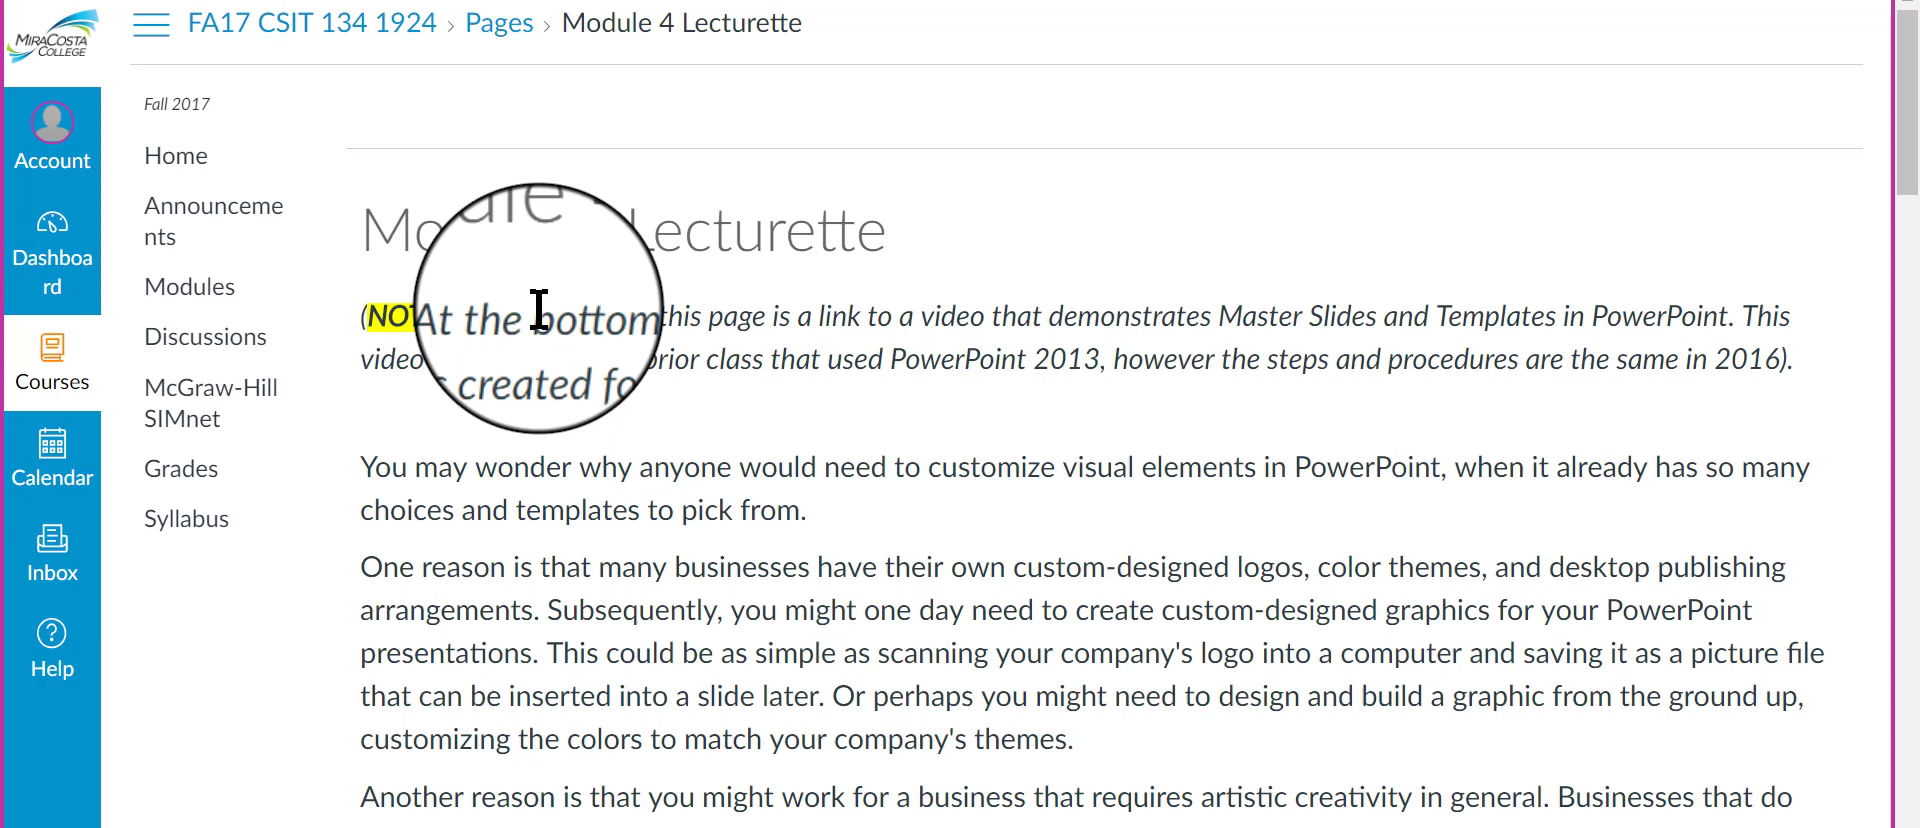 MIRACOSTA
COLLEGE
FA17 CSIT 134 1924 › Pages › Module 4 Lecturette
Account
Dashboa
rd
Courses
Calendar
Inbox
Help
Fall 2017
Home
Announceme
nts
Modules
Discussions
McGraw-Hill
SIMnet
Grades
Syllabus
Lecturette
(NO At the bottom this page is a link to a video that demonstrates Master Slides and Templates in PowerPoint. This
video created fo prior class that used PowerPoint 2013, however the steps and procedures are the same in 2016).
You may wonder why anyone would need to customize visual elements in PowerPoint, when it already has so many
choices and templates to pick from.
One reason is that many businesses have their own custom-designed logos, color themes, and desktop publishing
arrangements. Subsequently, you might one day need to create custom-designed graphics for your PowerPoint
presentations. This could be as simple as scanning your company's logo into a computer and saving it as a picture file
that can be inserted into a slide later. Or perhaps you might need to design and build a graphic from the ground up,
customizing the colors to match your company's themes.
Another reason is that you might work for a business that requires artistic creativity in general. Businesses that do